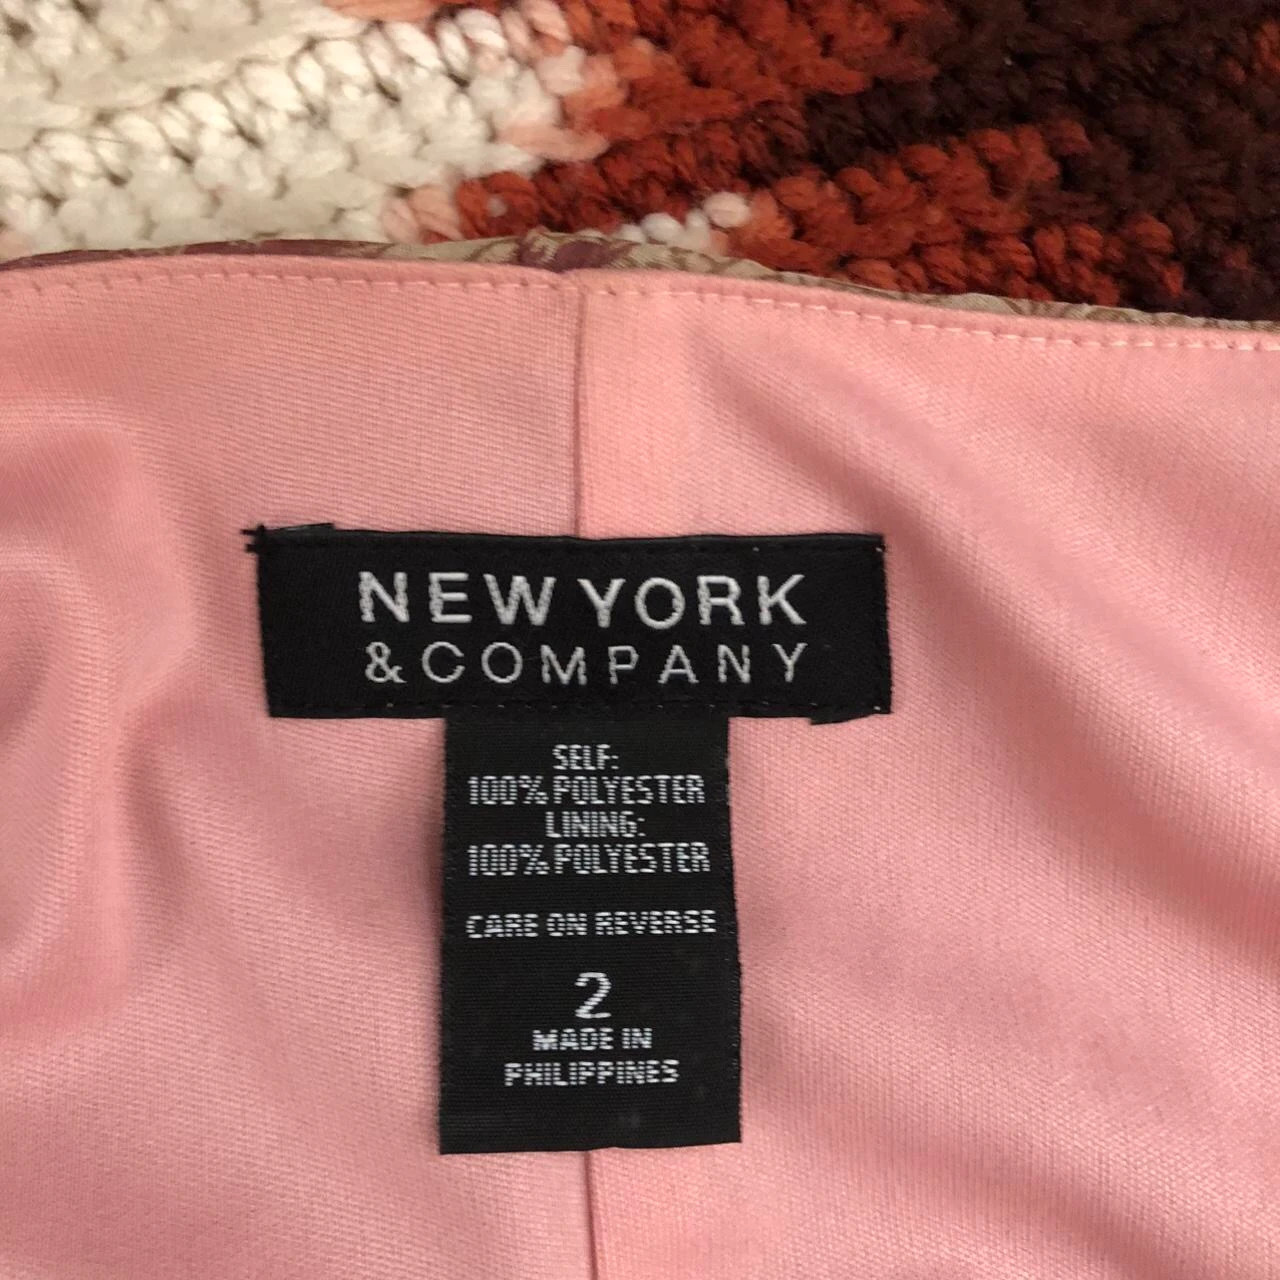 NEW YORK
& COMPANY
SELF:
100% POLYESTER
LINING:
100% POLYESTER
CARE ON REVERSE
2
MADE IN
PHILIPPINES